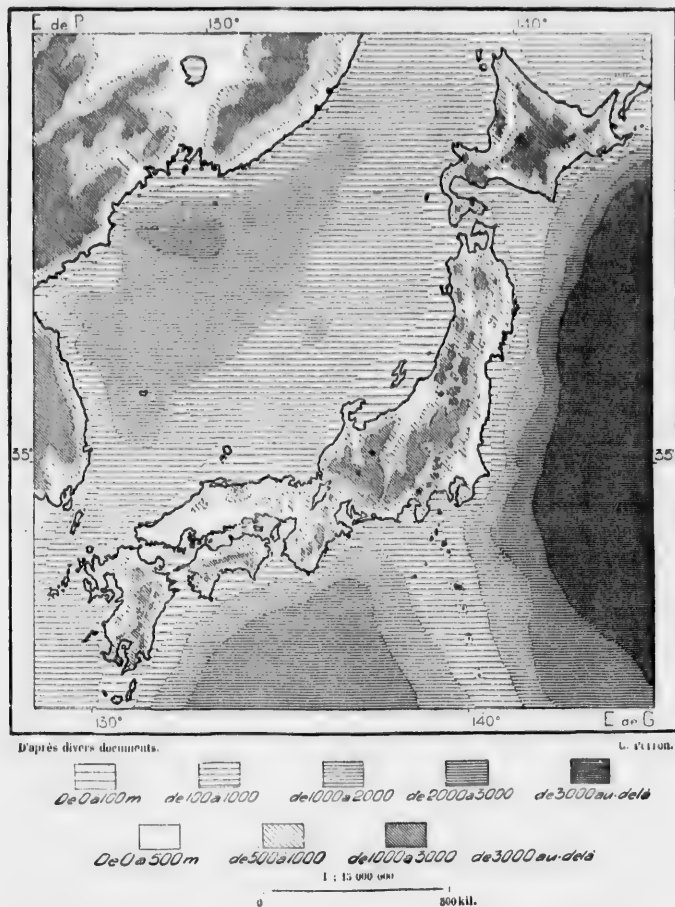 E de P 130° 140°
35° 35°
130° 140° E de G
D'après divers documents. C. Perron.
De 0 a 100 m de 100 a 1000 de 1000 a 2000 de 2000 a 3000 de 3000 au-delà
De 0 a 500 m de 500 a 1000 de 1000 a 3000 de 3000 au-delà
1 : 15 000 000
0 800 kil.